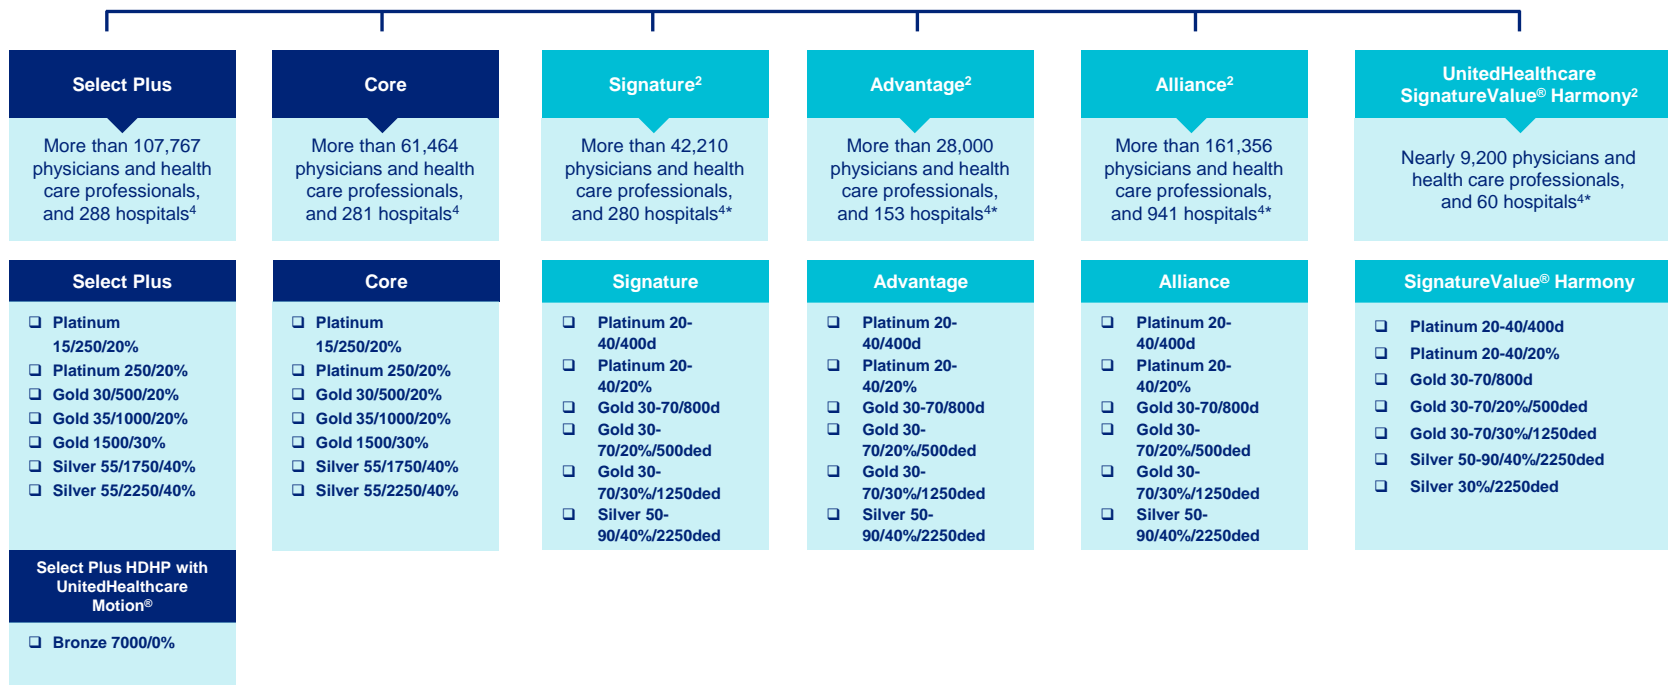 Select Plus
More than 107,767
physicians and health
care professionals,
and 288 hospitals⁴
Core
More than 61,464
physicians and health
care professionals,
and 281 hospitals⁴
Signature²
More than 42,210
physicians and health
care professionals,
and 280 hospitals⁴*
Advantage²
More than 28,000
physicians and health
care professionals,
and 153 hospitals⁴*
Alliance²
More than 161,356
physicians and health
care professionals,
and 941 hospitals⁴*
UnitedHealthcare
SignatureValue® Harmony²
Nearly 9,200 physicians and
health care professionals,
and 60 hospitals⁴*
Select Plus
❑ Platinum
15/250/20%
❑ Platinum 250/20%
❑ Gold 30/500/20%
❑ Gold 35/1000/20%
❑ Gold 1500/30%
❑ Silver 55/1750/40%
❑ Silver 55/2250/40%
Select Plus HDHP with
UnitedHealthcare
Motion®
❑ Bronze 7000/0%
Core
❑ Platinum
15/250/20%
❑ Platinum 250/20%
❑ Gold 30/500/20%
❑ Gold 35/1000/20%
❑ Gold 1500/30%
❑ Silver 55/1750/40%
❑ Silver 55/2250/40%
Signature
❑ Platinum 20-
40/400d
❑ Platinum 20-
40/20%
❑ Gold 30-70/800d
❑ Gold 30-
70/20%/500ded
❑ Gold 30-
70/30%/1250ded
❑ Silver 50-
90/40%/2250ded
Advantage
❑ Platinum 20-
40/400d
❑ Platinum 20-
40/20%
❑ Gold 30-70/800d
❑ Gold 30-
70/20%/500ded
❑ Gold 30-
70/30%/1250ded
❑ Silver 50-
90/40%/2250ded
Alliance
❑ Platinum 20-
40/400d
❑ Platinum 20-
40/20%
❑ Gold 30-70/800d
❑ Gold 30-
70/20%/500ded
❑ Gold 30-
70/30%/1250ded
❑ Silver 50-
90/40%/2250ded
SignatureValue® Harmony
❑ Platinum 20-40/400d
❑ Platinum 20-40/20%
❑ Gold 30-70/800d
❑ Gold 30-70/20%/500ded
❑ Gold 30-70/30%/1250ded
❑ Silver 50-90/40%/2250ded
❑ Silver 30%/2250ded